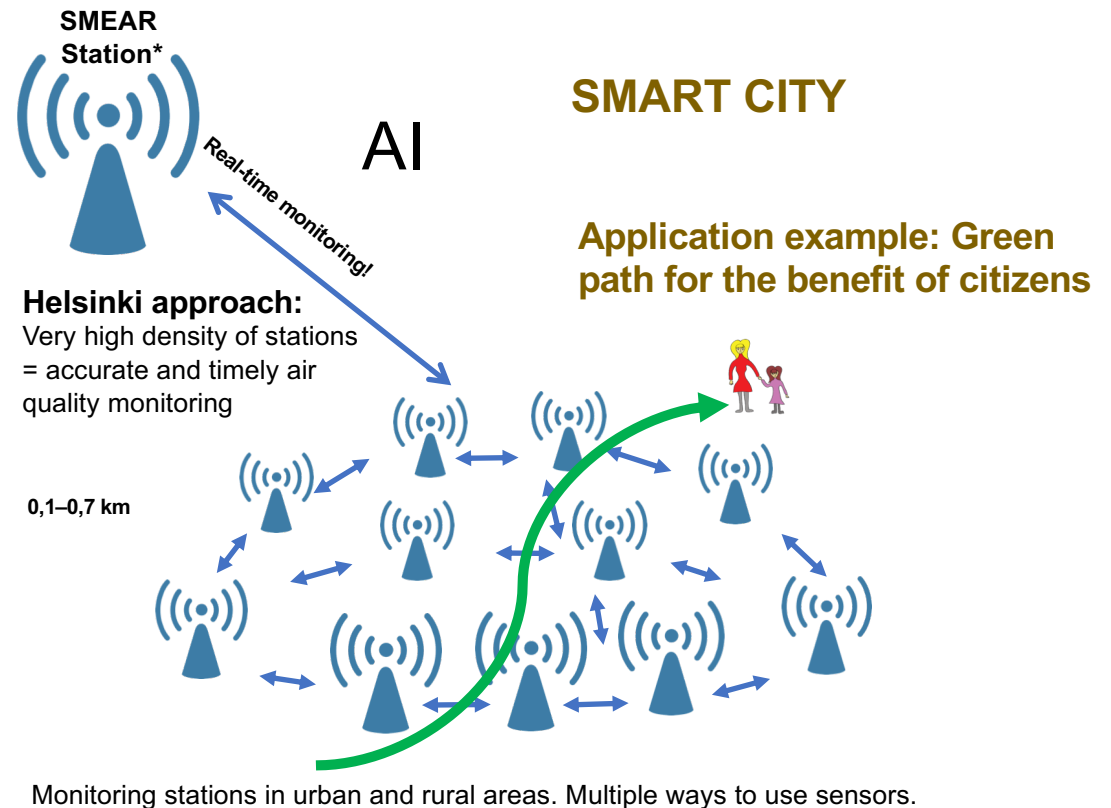 SMEAR
Station*
SMART CITY
AI
Real-time monitoring!
Application example: Green
path for the benefit of citizens
Helsinki approach:
Very high density of stations
= accurate and timely air
quality monitoring
0,1–0,7 km
Monitoring stations in urban and rural areas. Multiple ways to use sensors.